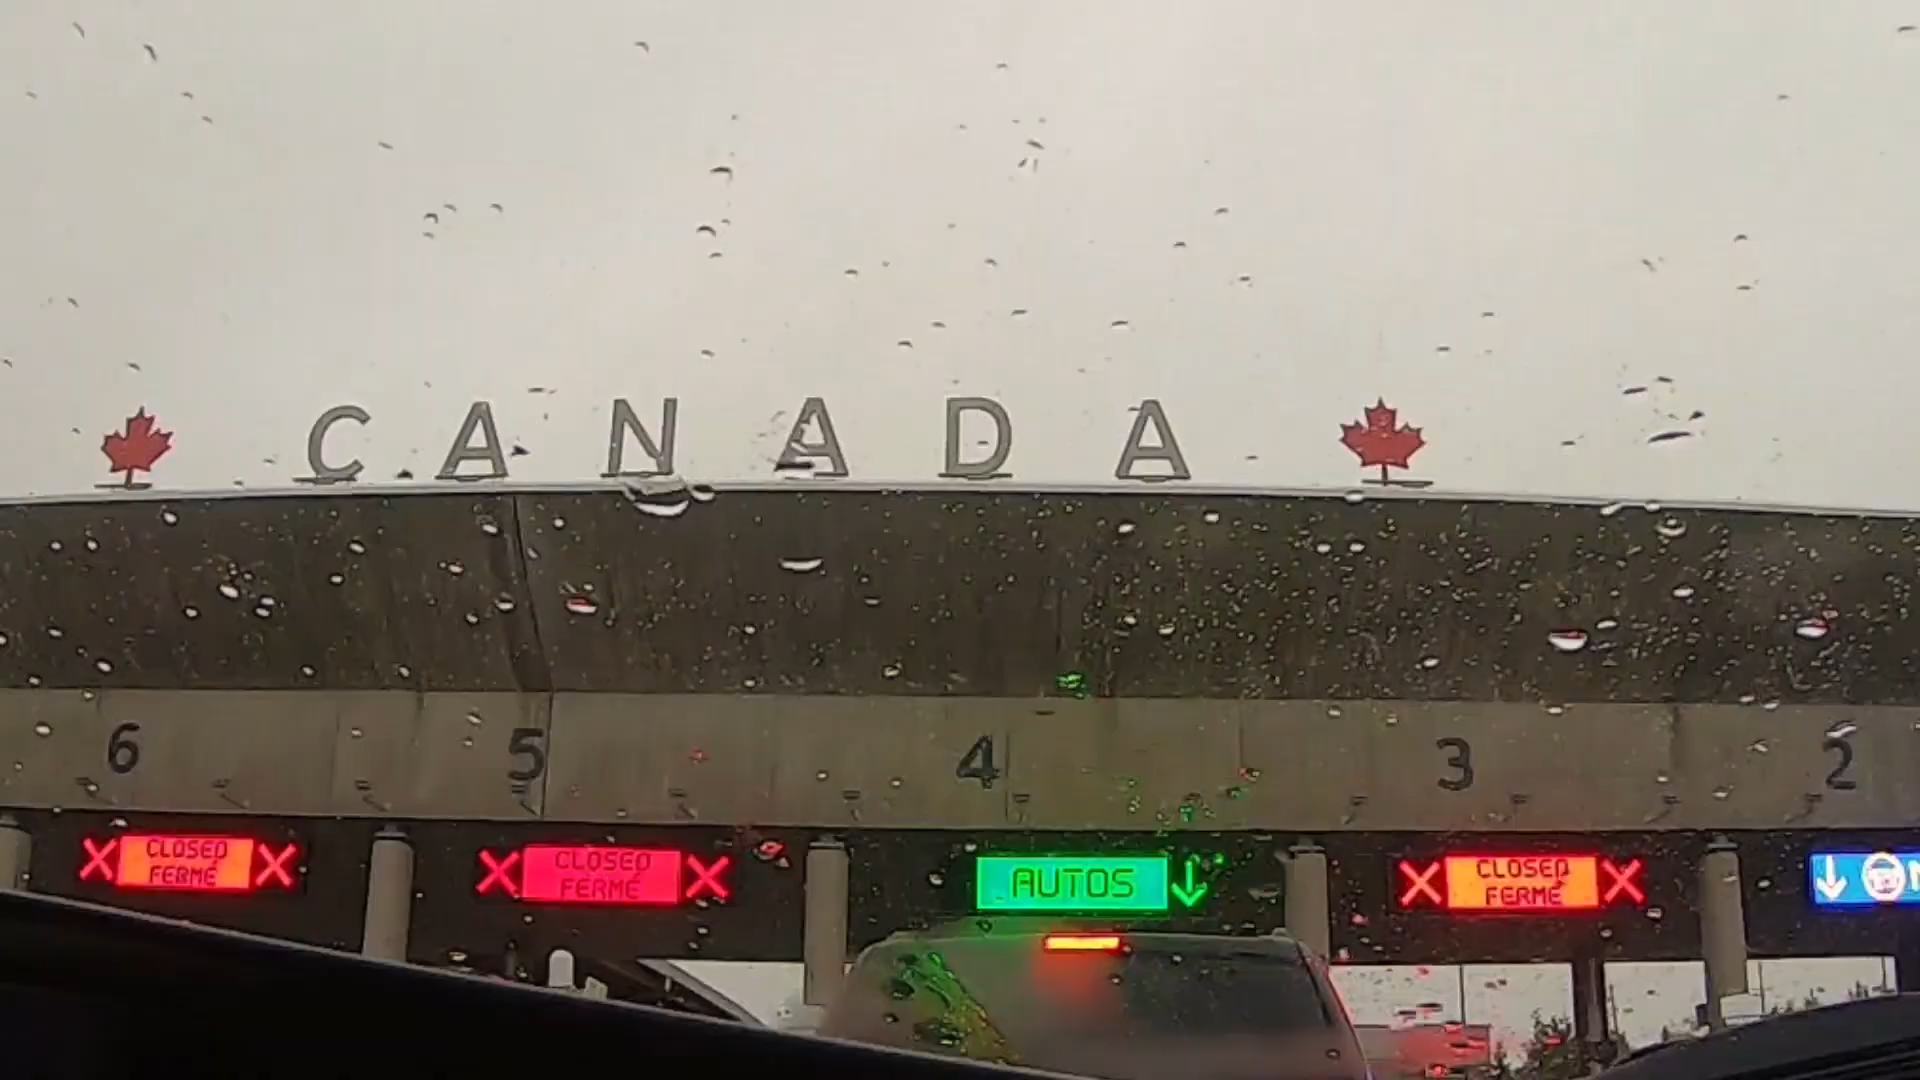 CANADA
6 5 4 3 2
CLOSED
FERMÉ
CLOSED
FERMÉ
AUTOS
CLOSED
FERMÉ